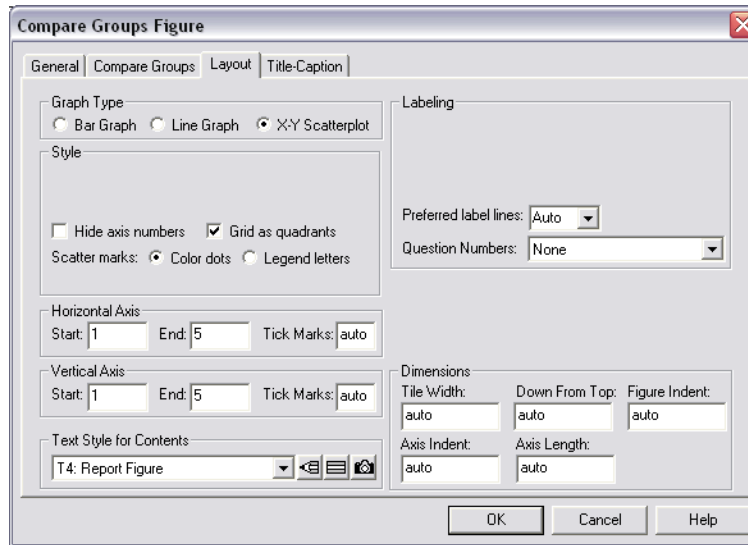 Compare Groups Figure
General Compare Groups Layout Title-Caption
Graph Type
Bar Graph Line Graph X-Y Scatterplot
Style
Hide axis numbers Grid as quadrants
Scatter marks: Color dots Legend letters
Labeling
Preferred label lines: Auto
Question Numbers: None
Horizontal Axis
Start: 1 End: 5 Tick Marks: auto
Vertical Axis
Start: 1 End: 5 Tick Marks: auto
Text Style for Contents
T4: Report Figure
Dimensions
Tile Width: Down From Top: Figure Indent:
auto auto auto
Axis Indent: Axis Length:
auto auto
OK Cancel Help